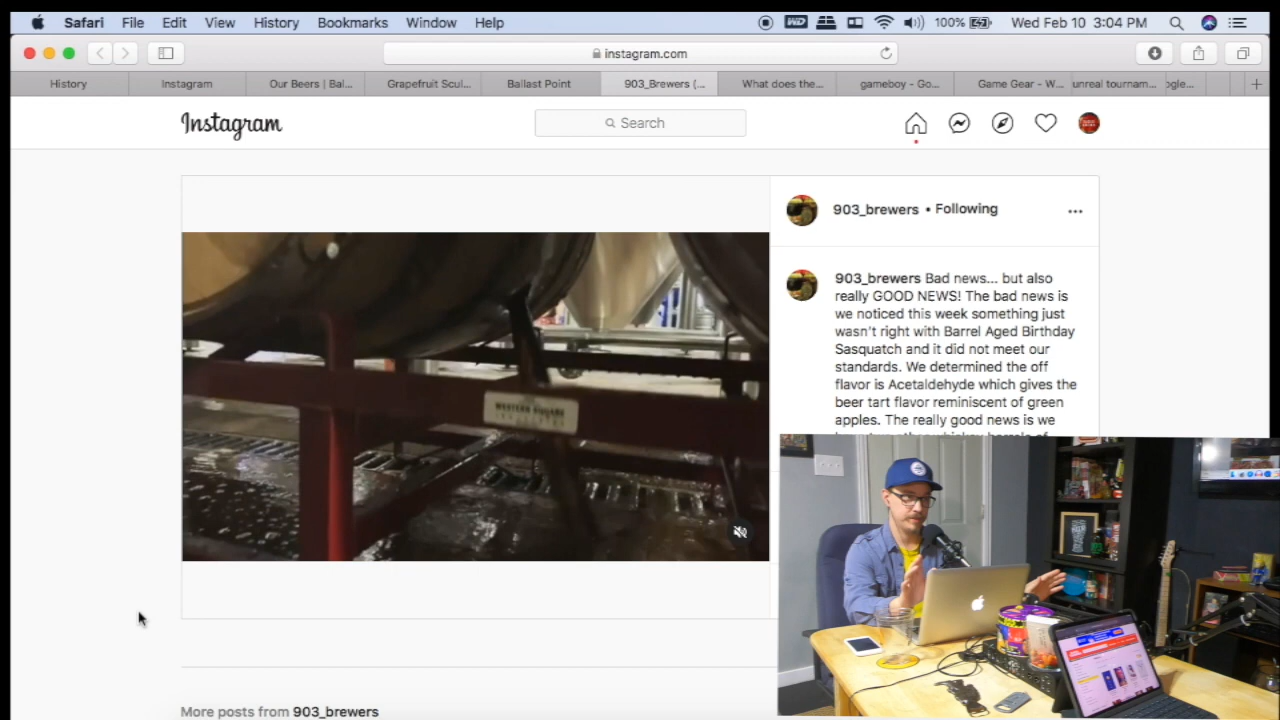 Safari File Edit View History Bookmarks Window Help
WD 100% Wed Feb 10 3:04 PM
instagram.com
History Instagram Our Beers | Bal... Grapefruit Scul... Ballast Point 903_Brewers (... What does the... gameboy - Go... Game Gear - W... unreal tournam... ogle...
Instagram
Search
903_brewers • Following
903_brewers Bad news... but also
really GOOD NEWS! The bad news is
we noticed this week something just
wasn't right with Barrel Aged Birthday
Sasquatch and it did not meet our
standards. We determined the off
flavor is Acetaldehyde which gives the
beer tart flavor reminiscent of green
apples. The really good news is we
WESTERN SQUARE
INDUSTRIES
More posts from 903_brewers